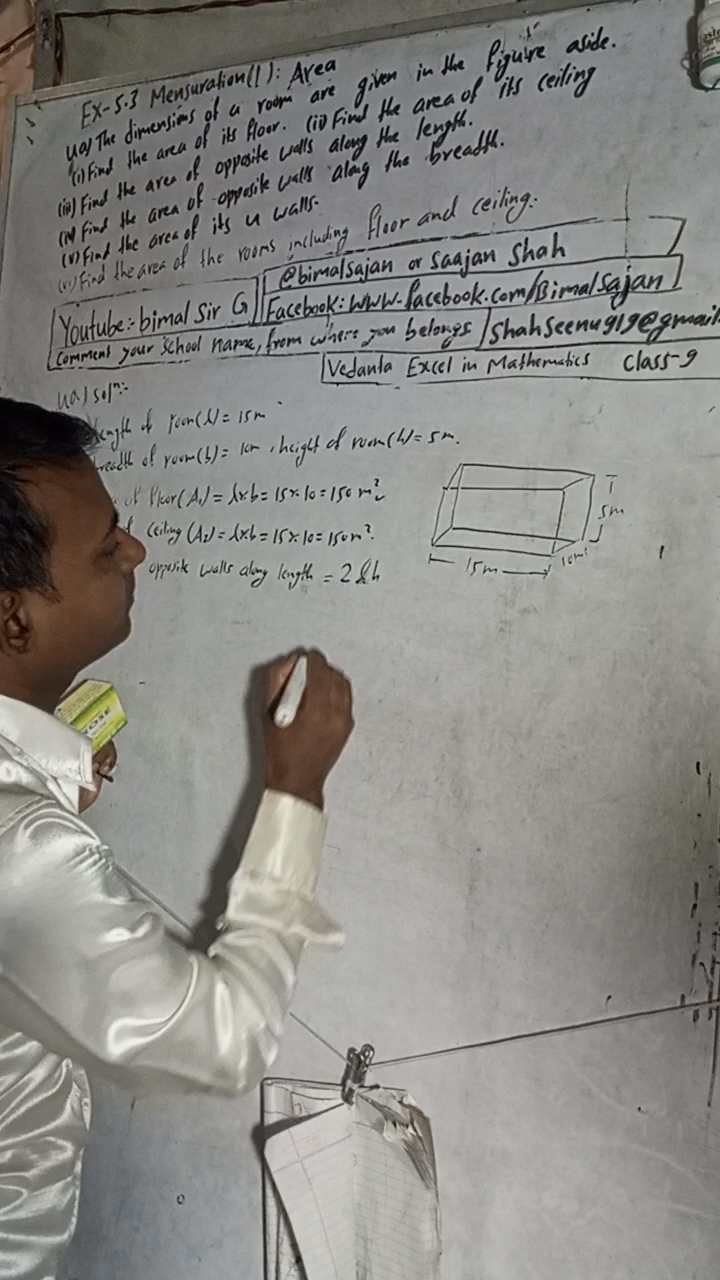 Ex-5.3 Mensuration(I): Area
4a) The dimensions of a room are given in the figure aside.
(i) Find the area of its floor. (ii) Find the area of its ceiling
(iii) Find the area of opposite walls along the length.
(iv) Find the area of opposite walls along the breadth.
(v) Find the area of its 4 walls.
(vi) Find the area of the rooms including floor and ceiling.
Youtube:- bimal Sir G
@bimalsajan or Saajan Shah
Facebook: www.facebook.com/Bimalsajan
Comment your School name, from where you belongs
Shahseenu919@gmail.
Vedanta Excel in Mathematics Class-9
4a) Solⁿ:-
length of room(l) = 15m
breadth of room(b) = 10m, height of room(h) = 5m.
of floor(A₁) = l×b = 15×10 = 150 m²
ceiling (A₂) = l×b = 15×10 = 150m².
opposite walls along length = 2lh
5m
15m
10m